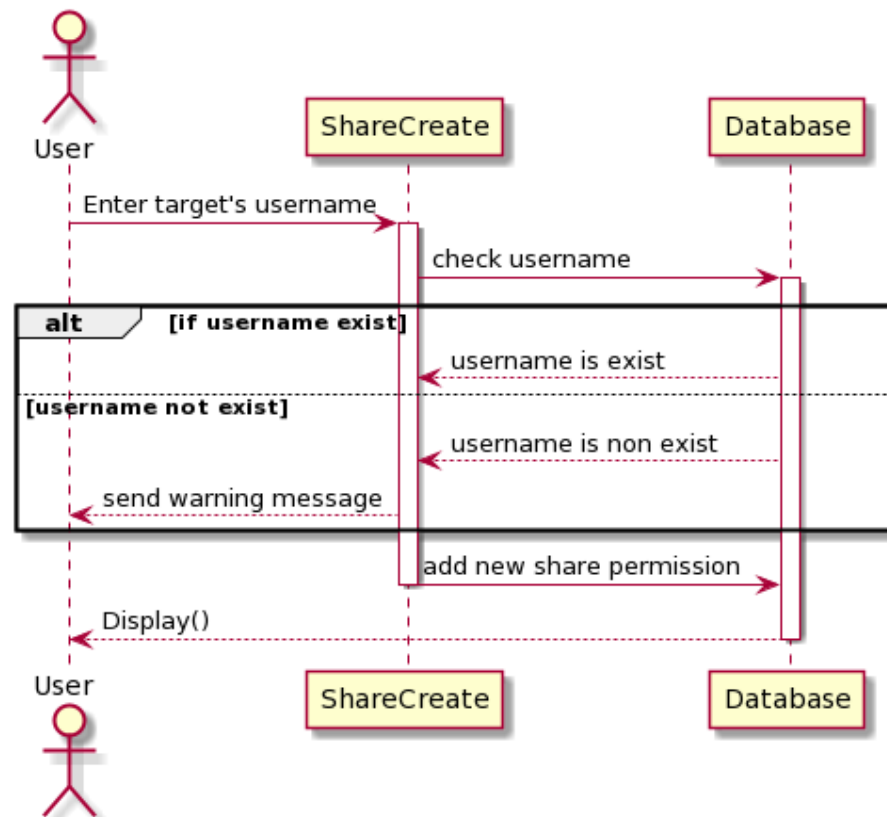 User
ShareCreate
Database
Enter target's username
check username
alt
[if username exist]
username is exist
[username not exist]
username is non exist
send warning message
add new share permission
Display()
User
ShareCreate
Database